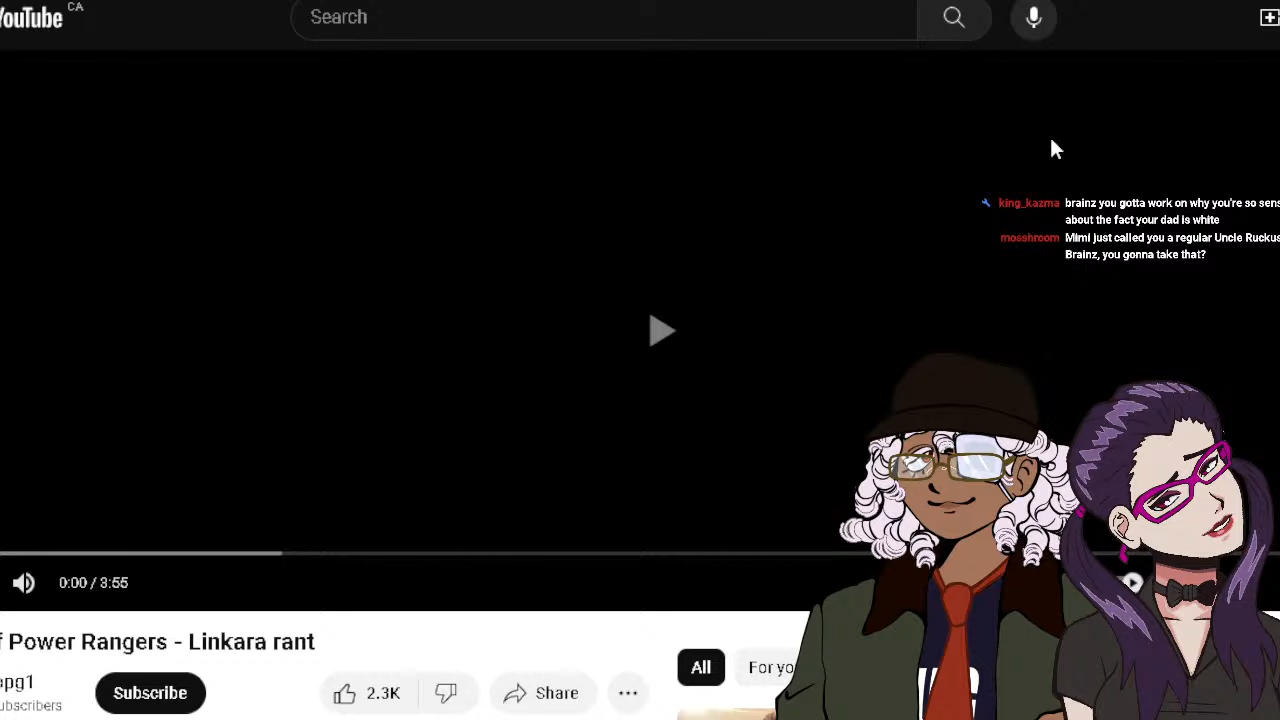 YouTube CA
Search
king_kazma brainz you gotta work on why you're so sens
about the fact your dad is white
mosshroom Mimi just called you a regular Uncle Ruckus
Brainz, you gonna take that?
0:00 / 3:55
f Power Rangers - Linkara rant
pg1
Subscribe
2.3K
Share
All
For yo
ubscribers